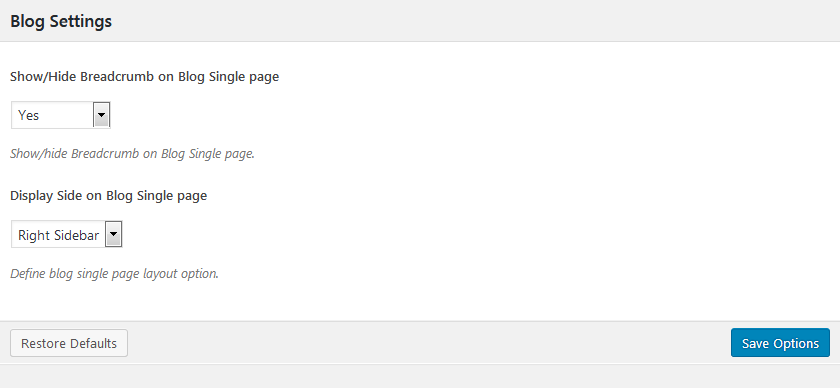 Blog Settings
Show/Hide Breadcrumb on Blog Single page
Yes
Show/hide Breadcrumb on Blog Single page.
Display Side on Blog Single page
Right Sidebar
Define blog single page layout option.
Restore Defaults
Save Options